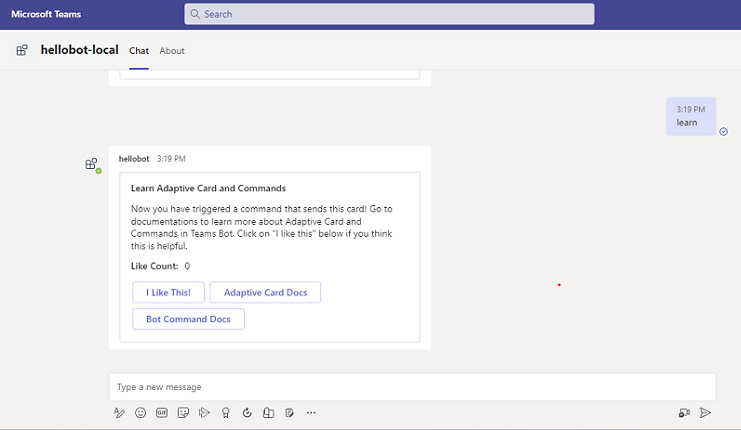 Microsoft Teams
Search
hellobot-local Chat About
3:19 PM
learn
hellobot 3:19 PM
Learn Adaptive Card and Commands
Now you have triggered a command that sends this card! Go to
documentations to learn more about Adaptive Card and
Commands in Teams Bot. Click on "I like this" below if you think
this is helpful.
Like Count: 0
I Like This! Adaptive Card Docs
Bot Command Docs
Type a new message
GIF